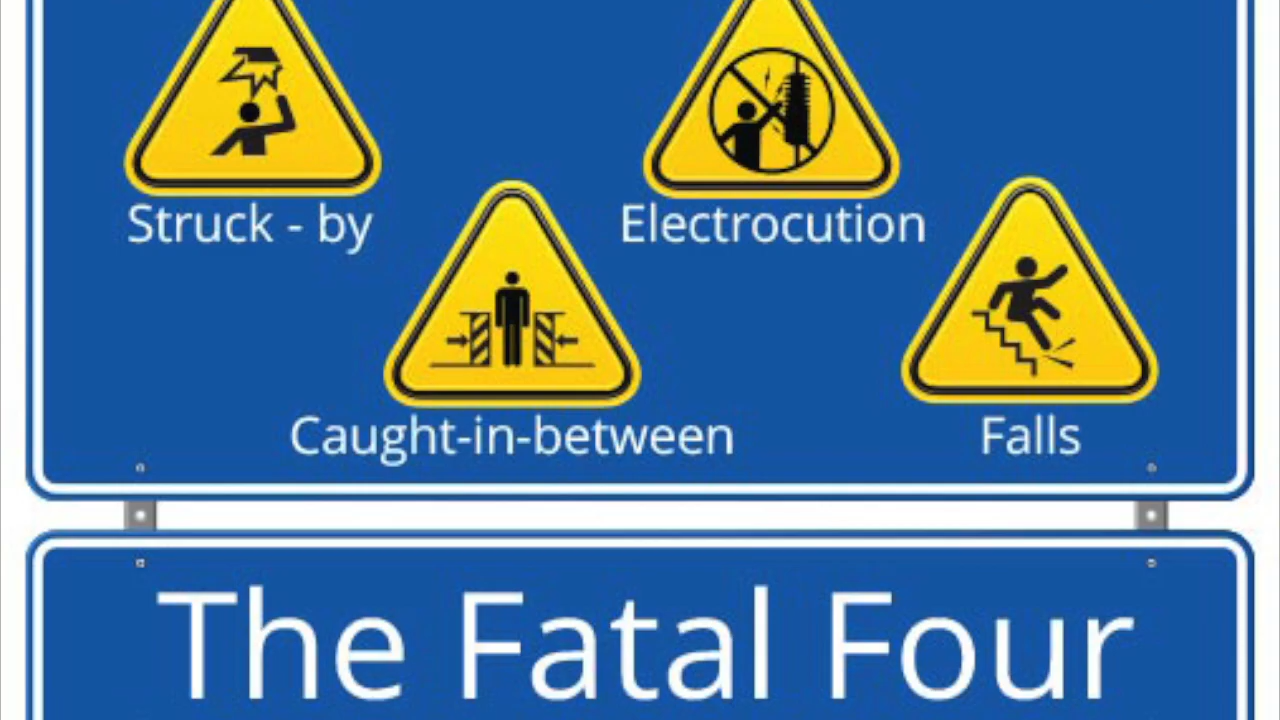 Struck - by
Electrocution
Caught-in-between
Falls
The Fatal Four